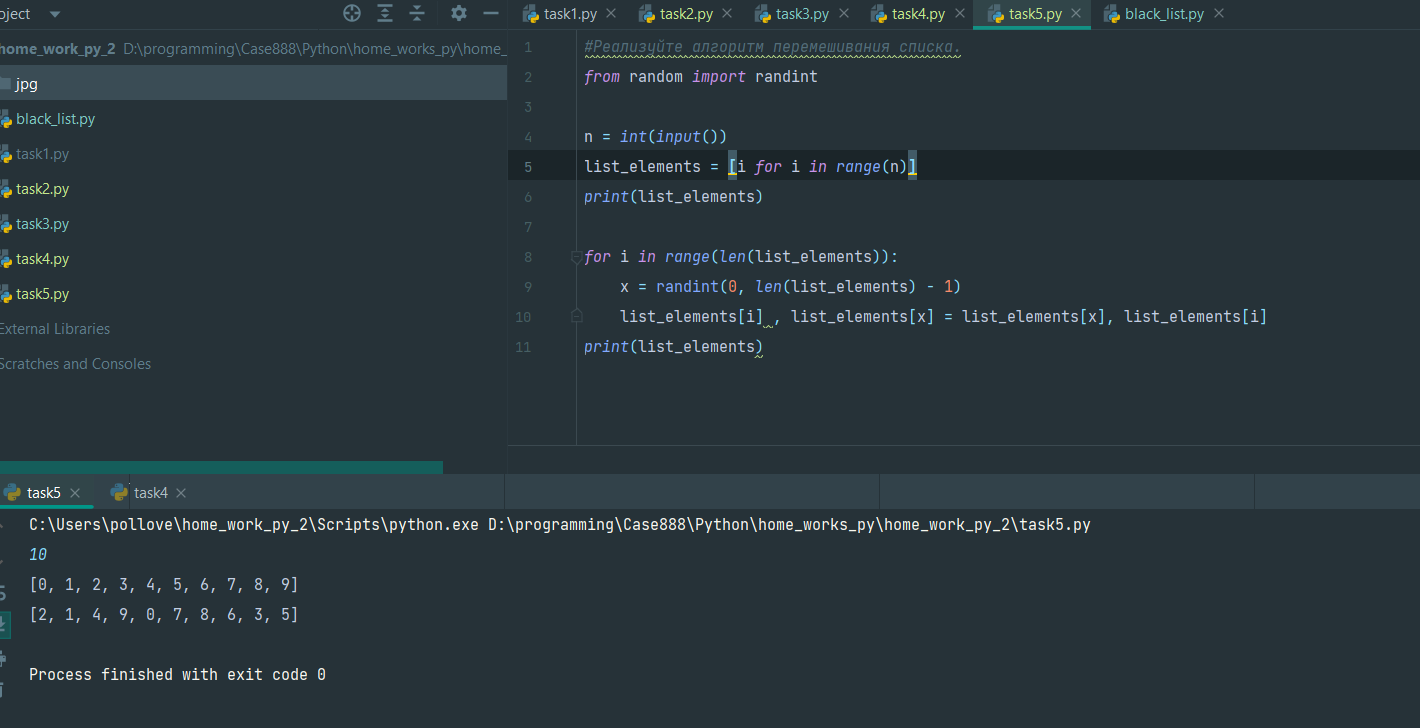 oject
task1.py task2.py task3.py task4.py task5.py black_list.py
home_work_py_2 D:\programming\Case888\Python\home_works_py\home_
jpg
black_list.py
task1.py
task2.py
task3.py
task4.py
task5.py
External Libraries
Scratches and Consoles
1 #Реализуйте алгоритм перемешивания списка.
2 from random import randint
3
4 n = int(input())
5 list_elements = [i for i in range(n)]
6 print(list_elements)
7
8 for i in range(len(list_elements)):
9 x = randint(0, len(list_elements) - 1)
10 list_elements[i] , list_elements[x] = list_elements[x], list_elements[i]
11 print(list_elements)
task5 task4
C:\Users\pollove\home_work_py_2\Scripts\python.exe D:\programming\Case888\Python\home_works_py\home_work_py_2\task5.py
10
[0, 1, 2, 3, 4, 5, 6, 7, 8, 9]
[2, 1, 4, 9, 0, 7, 8, 6, 3, 5]
Process finished with exit code 0